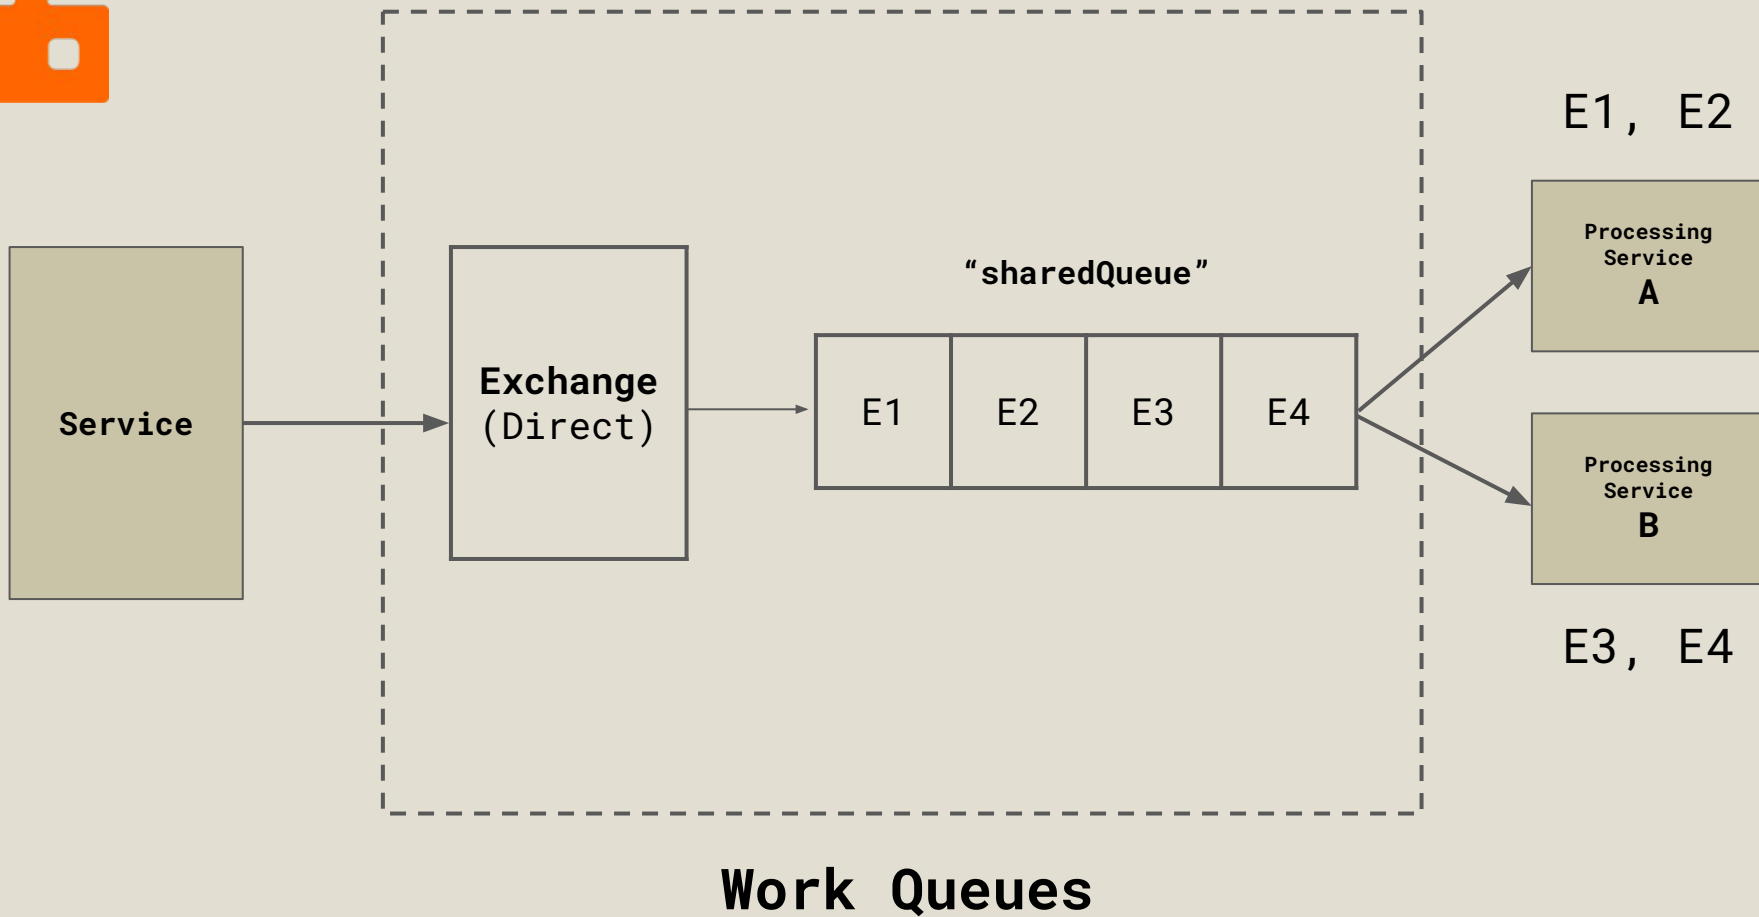 E1, E2
Processing
Service
A
“sharedQueue”
Service
Exchange
(Direct)
E1 E2 E3 E4
Processing
Service
B
E3, E4
Work Queues